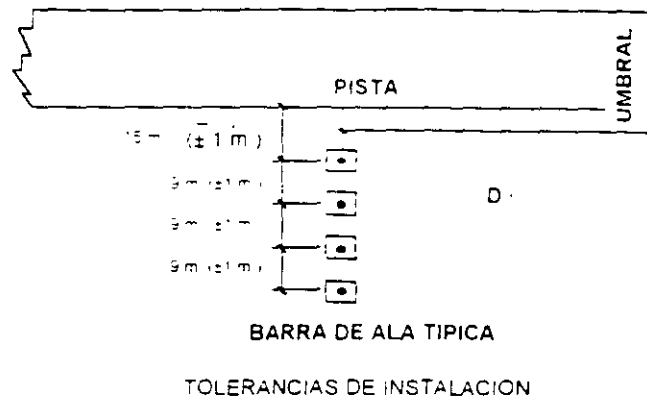 PISTA
UMBRAL
15 m (± 1 m)
9 m (±1 m)
D
9 m (±1 m
9 m (±1 m)
BARRA DE ALA TIPICA
TOLERANCIAS DE INSTALACION